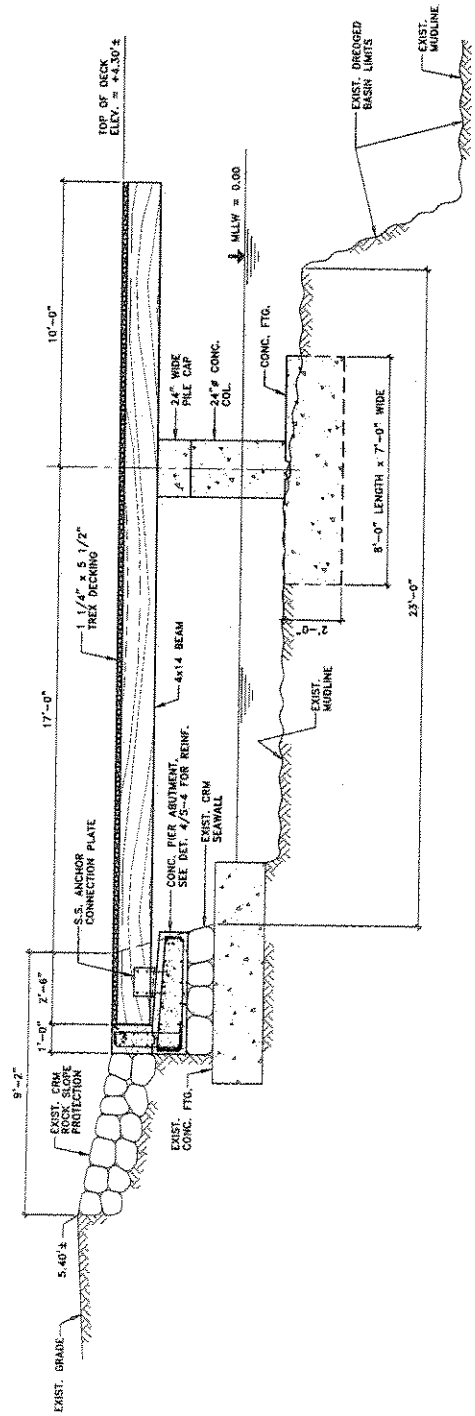 10'-0"
TOP OF DECK
ELEV. = +4.30'±
17'-0"
1 1/4" x 5 1/2"
TREX DECKING
24" WIDE
PILE CAP
24"ø CONC.
COL.
MLLW = 0.00
EXIST. DREDGED
BASIN LIMITS
EXIST.
MUDLINE
CONC. FTG.
8'-0" LENGTH x 7'-0" WIDE
2'-0"
23'-0"
4x14 BEAM
EXIST.
MUDLINE
S.S. ANCHOR
CONNECTION PLATE
CONC. PIER ABUTMENT.
SEE DET. 4/S-4 FOR REINF.
EXIST. CRM
SEAWALL
9'-2"
2'-6"
1'-0"
EXIST. CRM
ROCK SLOPE
PROTECTION
EXIST.
CONC. FTG.
5.40'±
EXIST. GRADE